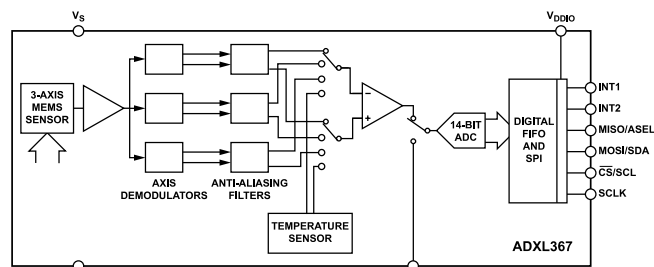 VS
VDDIO
3-AXIS
MEMS
SENSOR
AXIS
DEMODULATORS
ANTI-ALIASING
FILTERS
TEMPERATURE
SENSOR
−
+
14-BIT
ADC
DIGITAL
FIFO
AND
SPI
INT1
INT2
MISO/ASEL
MOSI/SDA
C̅S̅/SCL
SCLK
ADXL367